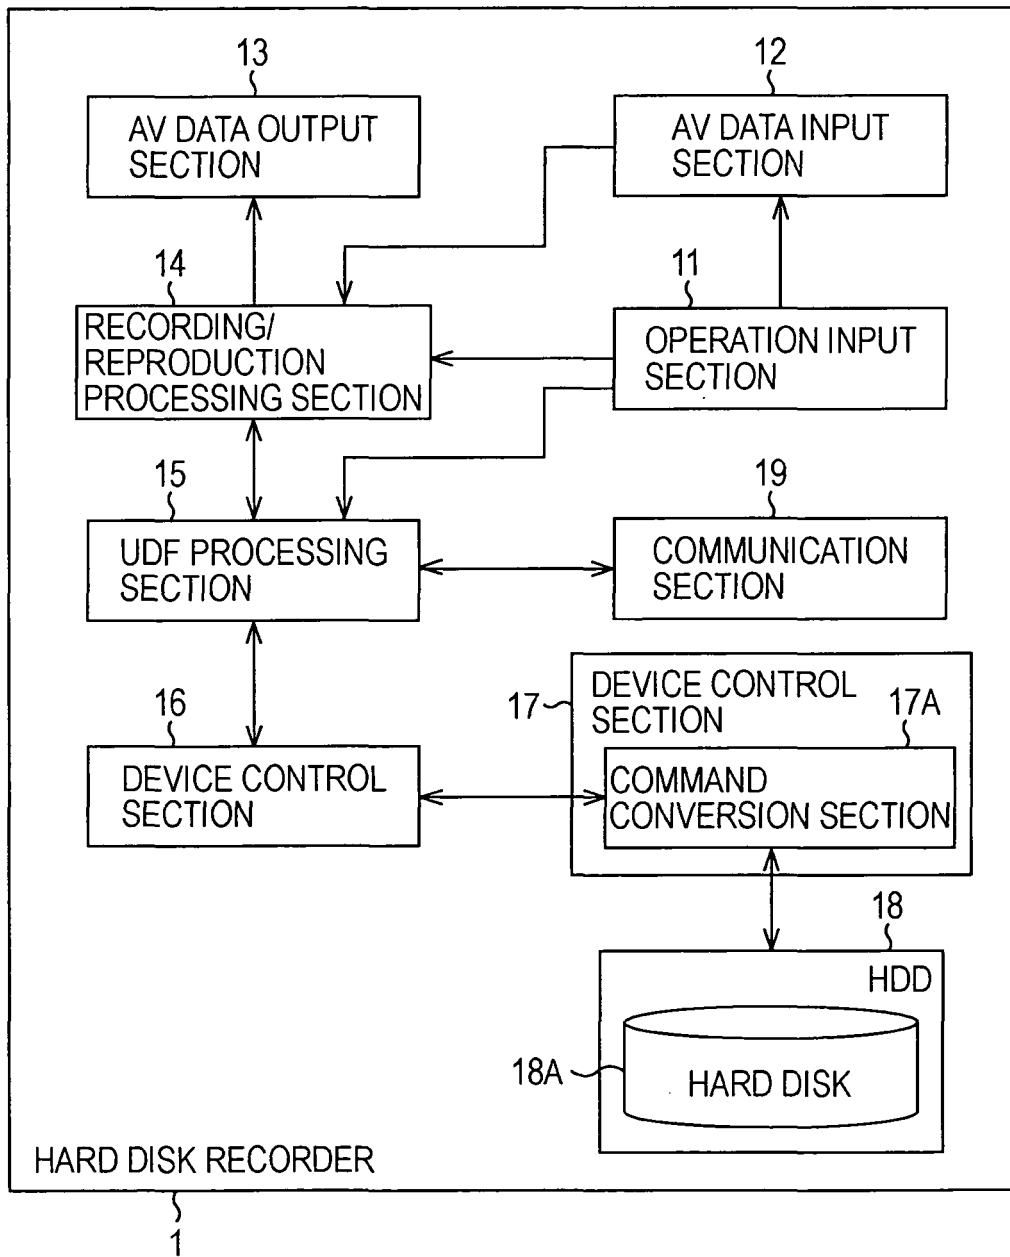 13
AV DATA OUTPUT
SECTION
12
AV DATA INPUT
SECTION
14
RECORDING/
REPRODUCTION
PROCESSING SECTION
11
OPERATION INPUT
SECTION
15
UDF PROCESSING
SECTION
19
COMMUNICATION
SECTION
16
DEVICE CONTROL
SECTION
17
DEVICE CONTROL
SECTION
17A
COMMAND
CONVERSION SECTION
18
HDD
18A
HARD DISK
HARD DISK RECORDER
1